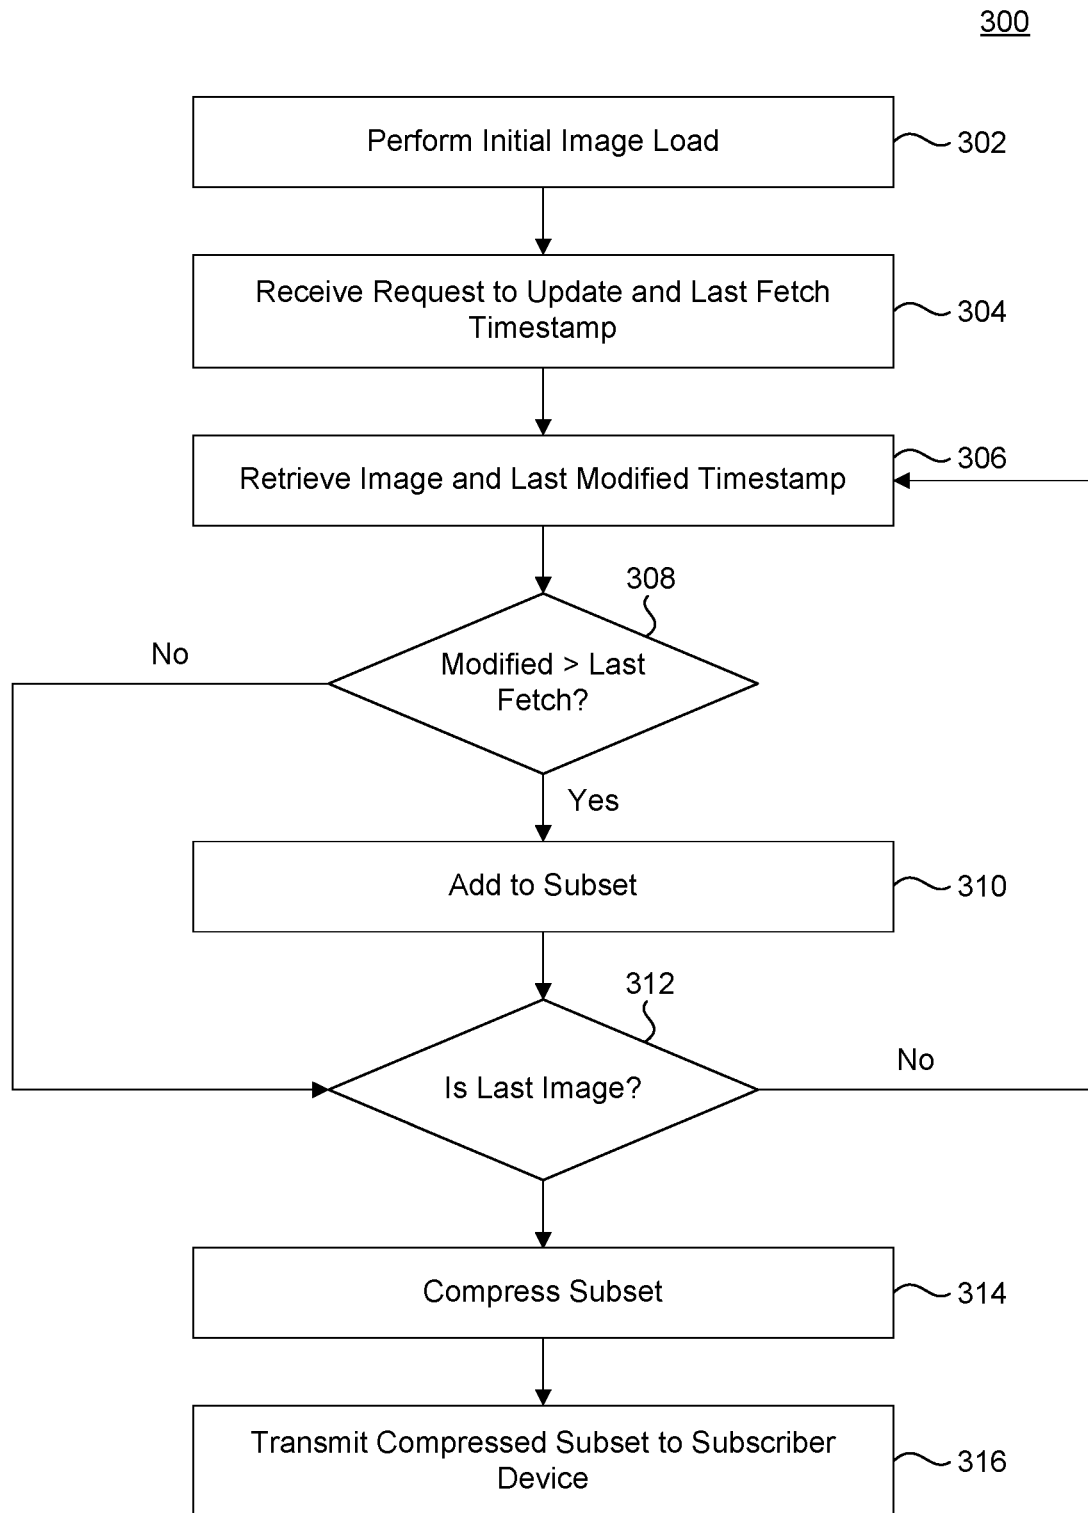 300
Perform Initial Image Load
302
Receive Request to Update and Last Fetch
Timestamp
304
Retrieve Image and Last Modified Timestamp
306
308
No
Modified > Last
Fetch?
Yes
Add to Subset
310
312
No
Is Last Image?
Compress Subset
314
Transmit Compressed Subset to Subscriber
Device
316